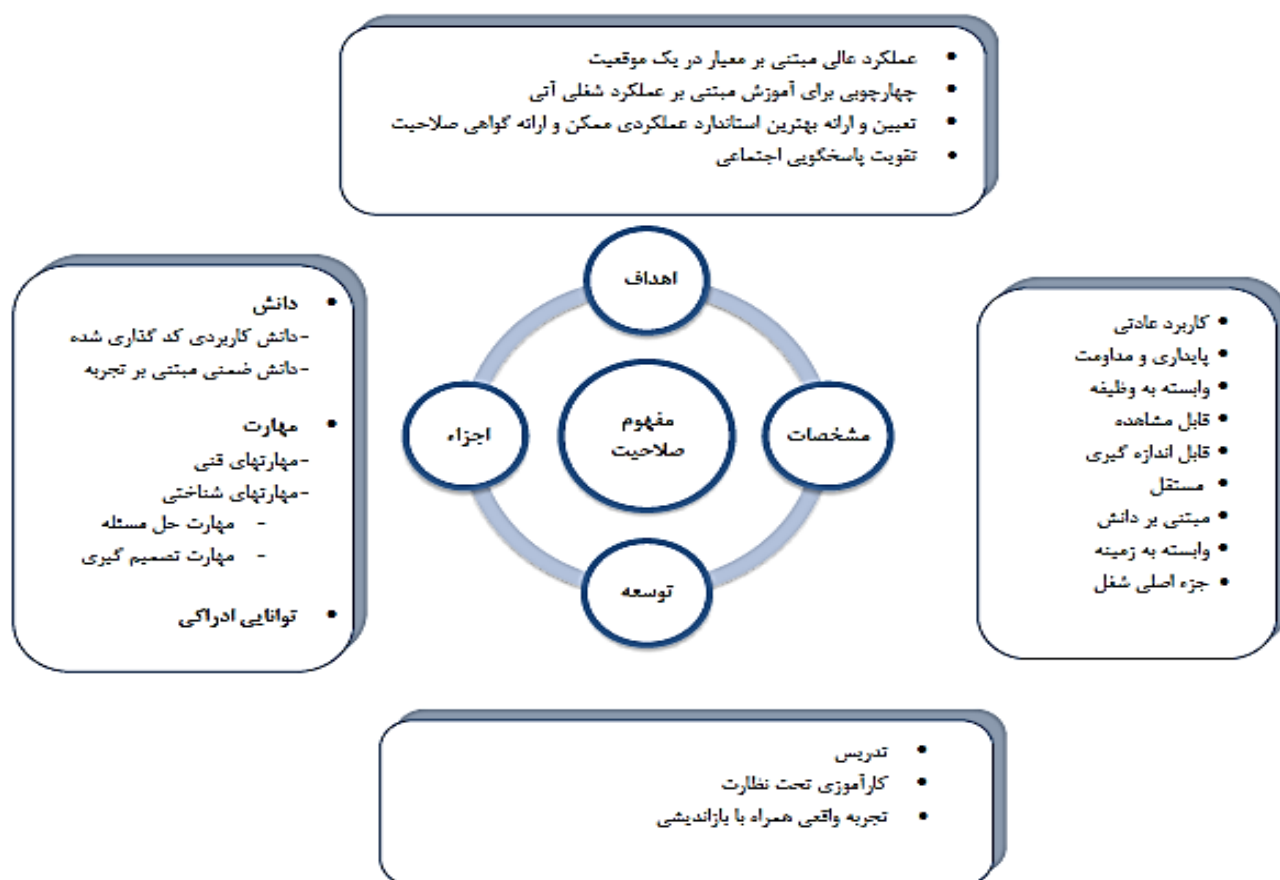 • عملکرد عالی مبتنی بر معیار در یک موقعیت
• چهارچوبی برای آموزش مبتنی بر عملکرد شغلی آتی
• تعیین و ارائه بهترین استاندارد عملکردی ممکن و ارائه گواهی صلاحیت
• تقویت پاسخگویی اجتماعی
اهداف
مشخصات
مفهوم
صلاحیت
اجزاء
توسعه
• کاربرد عادتی
• پایداری و مداومت
• وابسته به وظیفه
• قابل مشاهده
• قابل اندازه گیری
• مستقل
• مبتنی بر دانش
• وابسته به زمینه
• جزء اصلی شغل
• دانش
-دانش کاربردی کد گذاری شده
-دانش ضمنی مبتنی بر تجربه
• مهارت
-مهارتهای فنی
-مهارتهای شناختی
- مهارت حل مسئله
- مهارت تصمیم گیری
• توانایی ادراکی
• تدریس
• کارآموزی تحت نظارت
• تجربه واقعی همراه با بازاندیشی